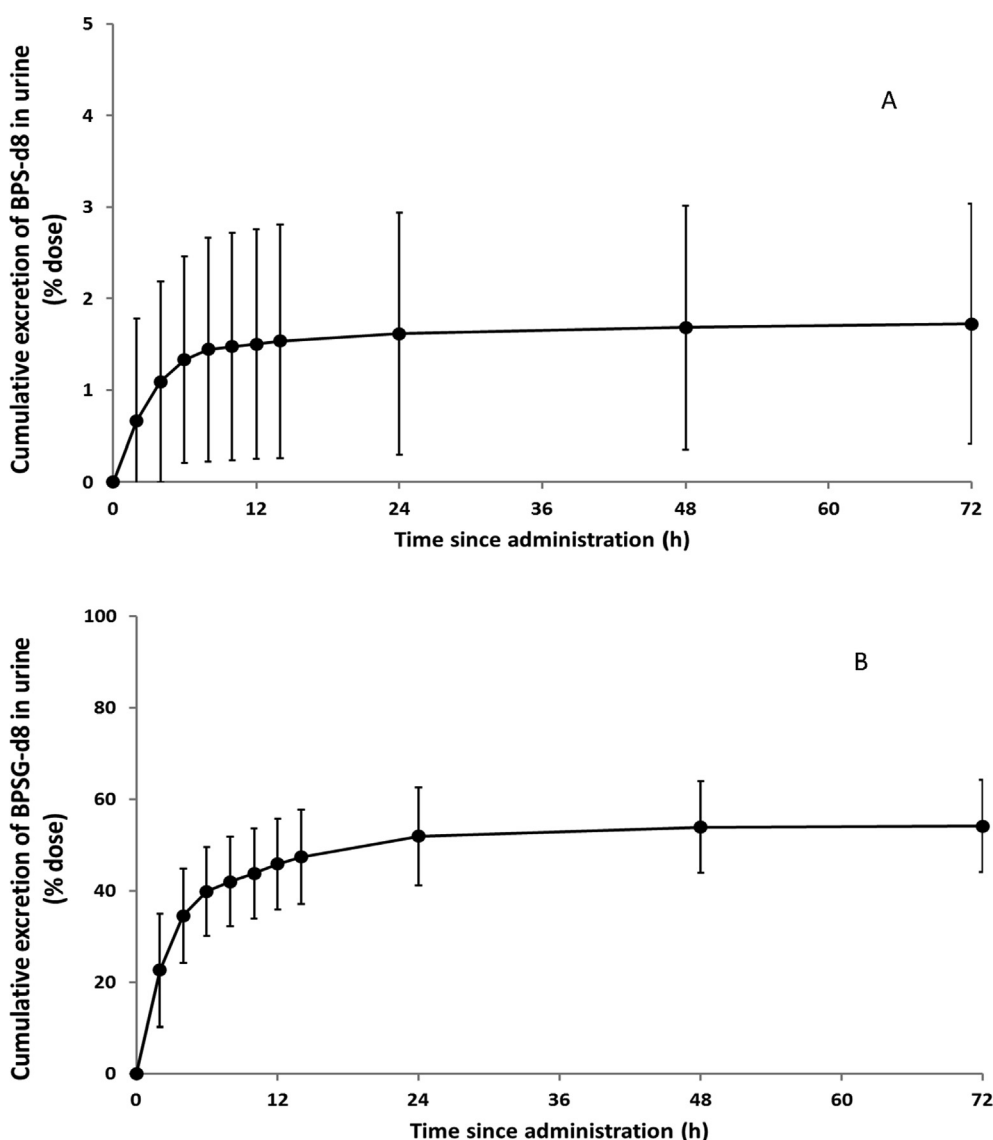 Cumulative excretion of BPS-d8 in urine
(% dose)
5
4
3
2
1
0
A
0 12 24 36 48 60 72
Time since administration (h)
Cumulative excretion of BPSG-d8 in urine
(% dose)
100
80
60
40
20
0
B
0 12 24 36 48 60 72
Time since administration (h)